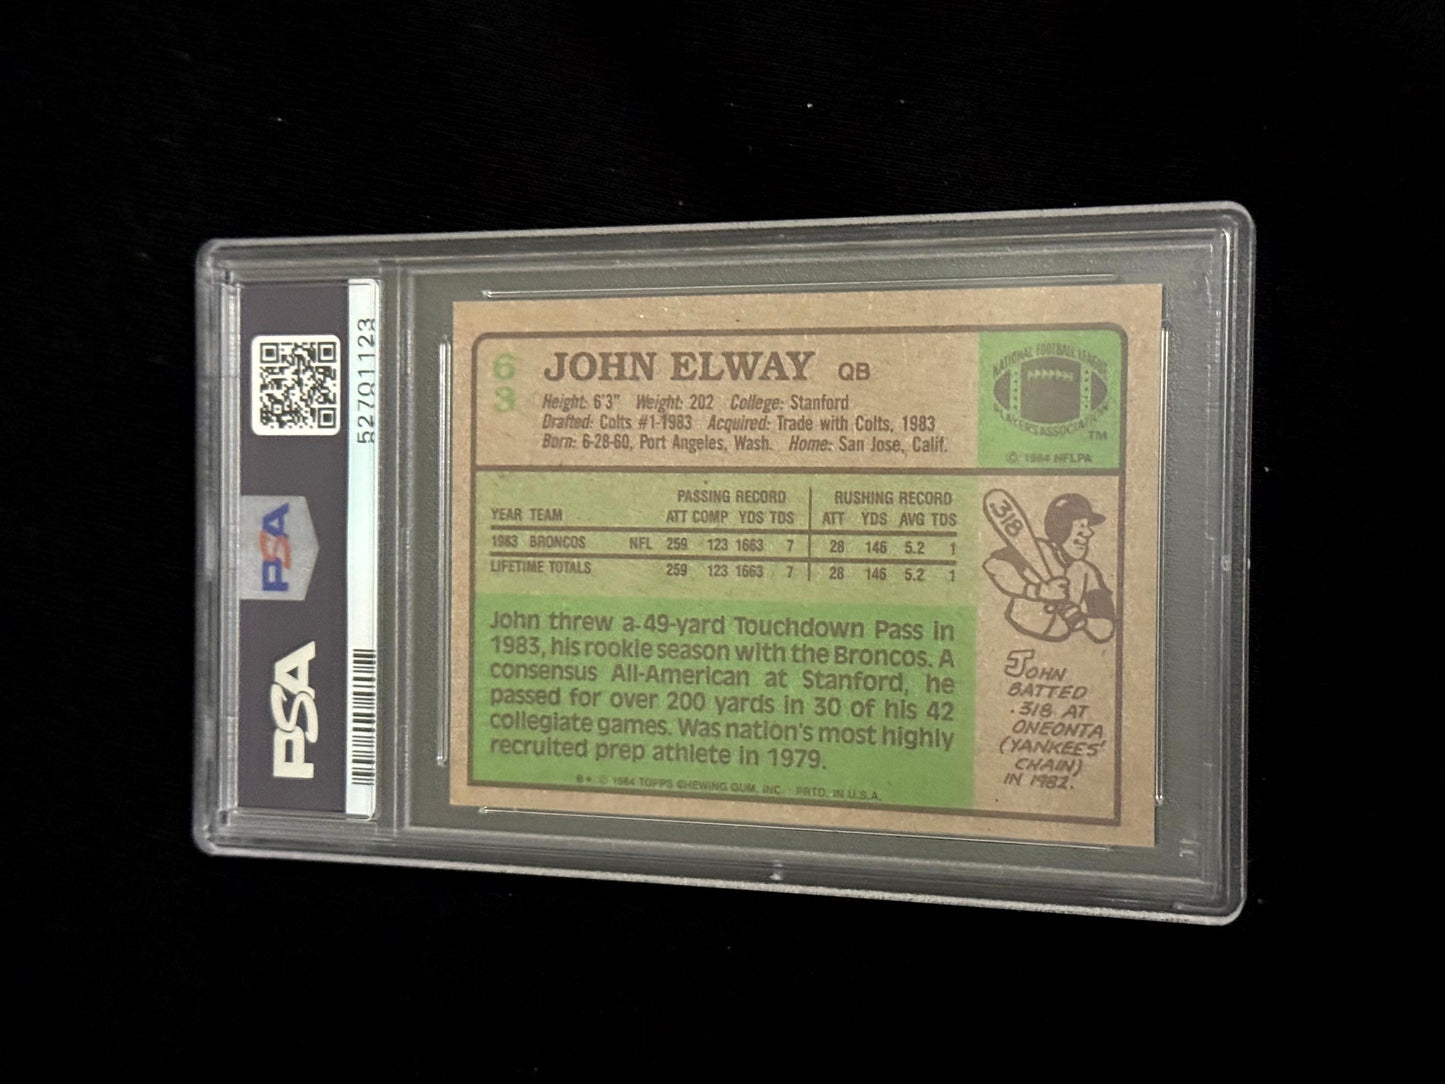 PSA
PSA
52701123
63
JOHN ELWAY QB
Height: 6'3" Weight: 202 College: Stanford
Drafted: Colts #1-1983 Acquired: Trade with Colts, 1983
Born: 6-28-60, Port Angeles, Wash. Home: San Jose, Calif.
NATIONAL FOOTBALL LEAGUE
PLAYERS ASSOCIATION
TM
© 1984 NFLPA
PASSING RECORD RUSHING RECORD
YEAR TEAM ATT COMP YDS TDS ATT YDS AVG TDS
1983 BRONCOS NFL 259 123 1663 7 28 146 5.2 1
LIFETIME TOTALS 259 123 1663 7 28 146 5.2 1
John threw a 49-yard Touchdown Pass in
1983, his rookie season with the Broncos. A
consensus All-American at Stanford, he
passed for over 200 yards in 30 of his 42
collegiate games. Was nation's most highly
recruited prep athlete in 1979.
B* © 1984 TOPPS CHEWING GUM, INC. PRTD. IN U.S.A.
.318
JOHN
BATTED
.318 AT
ONEONTA
(YANKEES'
CHAIN)
IN 1982.